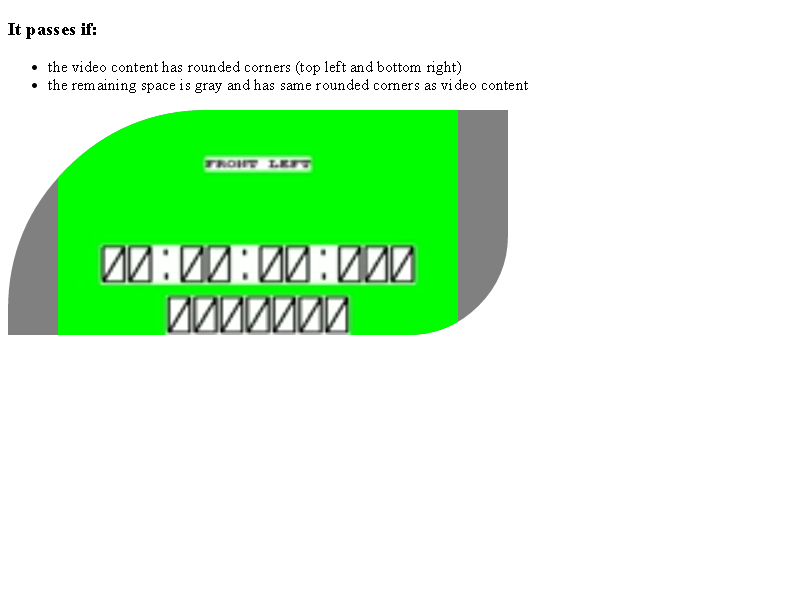 It passes if:
the video content has rounded corners (top left and bottom right)
the remaining space is gray and has same rounded corners as video content
FRONT LEFT
00:00:00:000
0000000